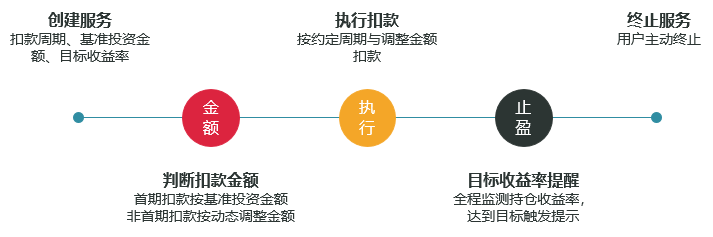 创建服务
扣款周期、基准投资金
额、目标收益率
执行扣款
按约定周期与调整金额
扣款
终止服务
用户主动终止
金
额
执
行
止
盈
判断扣款金额
首期扣款按基准投资金额
非首期扣款按动态调整金额
目标收益率提醒
全程监测持仓收益率，
达到目标触发提示